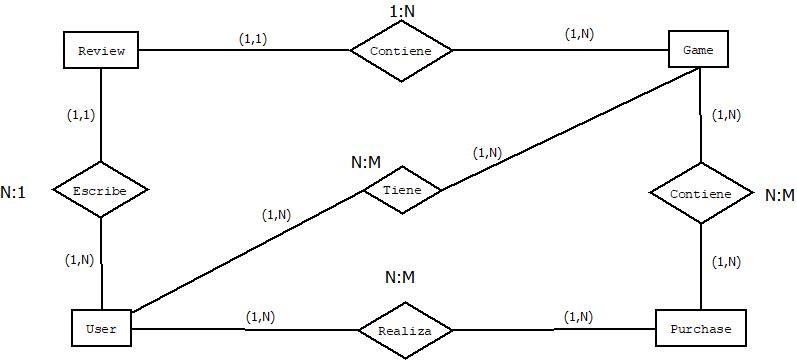 1:N
Review
(1,1)
Contiene
(1,N)
Game
(1,1)
(1,N)
N:M
(1,N)
N:1
Escribe
Tiene
Contiene
N:M
(1,N)
(1,N)
(1,N)
N:M
User
(1,N)
Realiza
(1,N)
Purchase